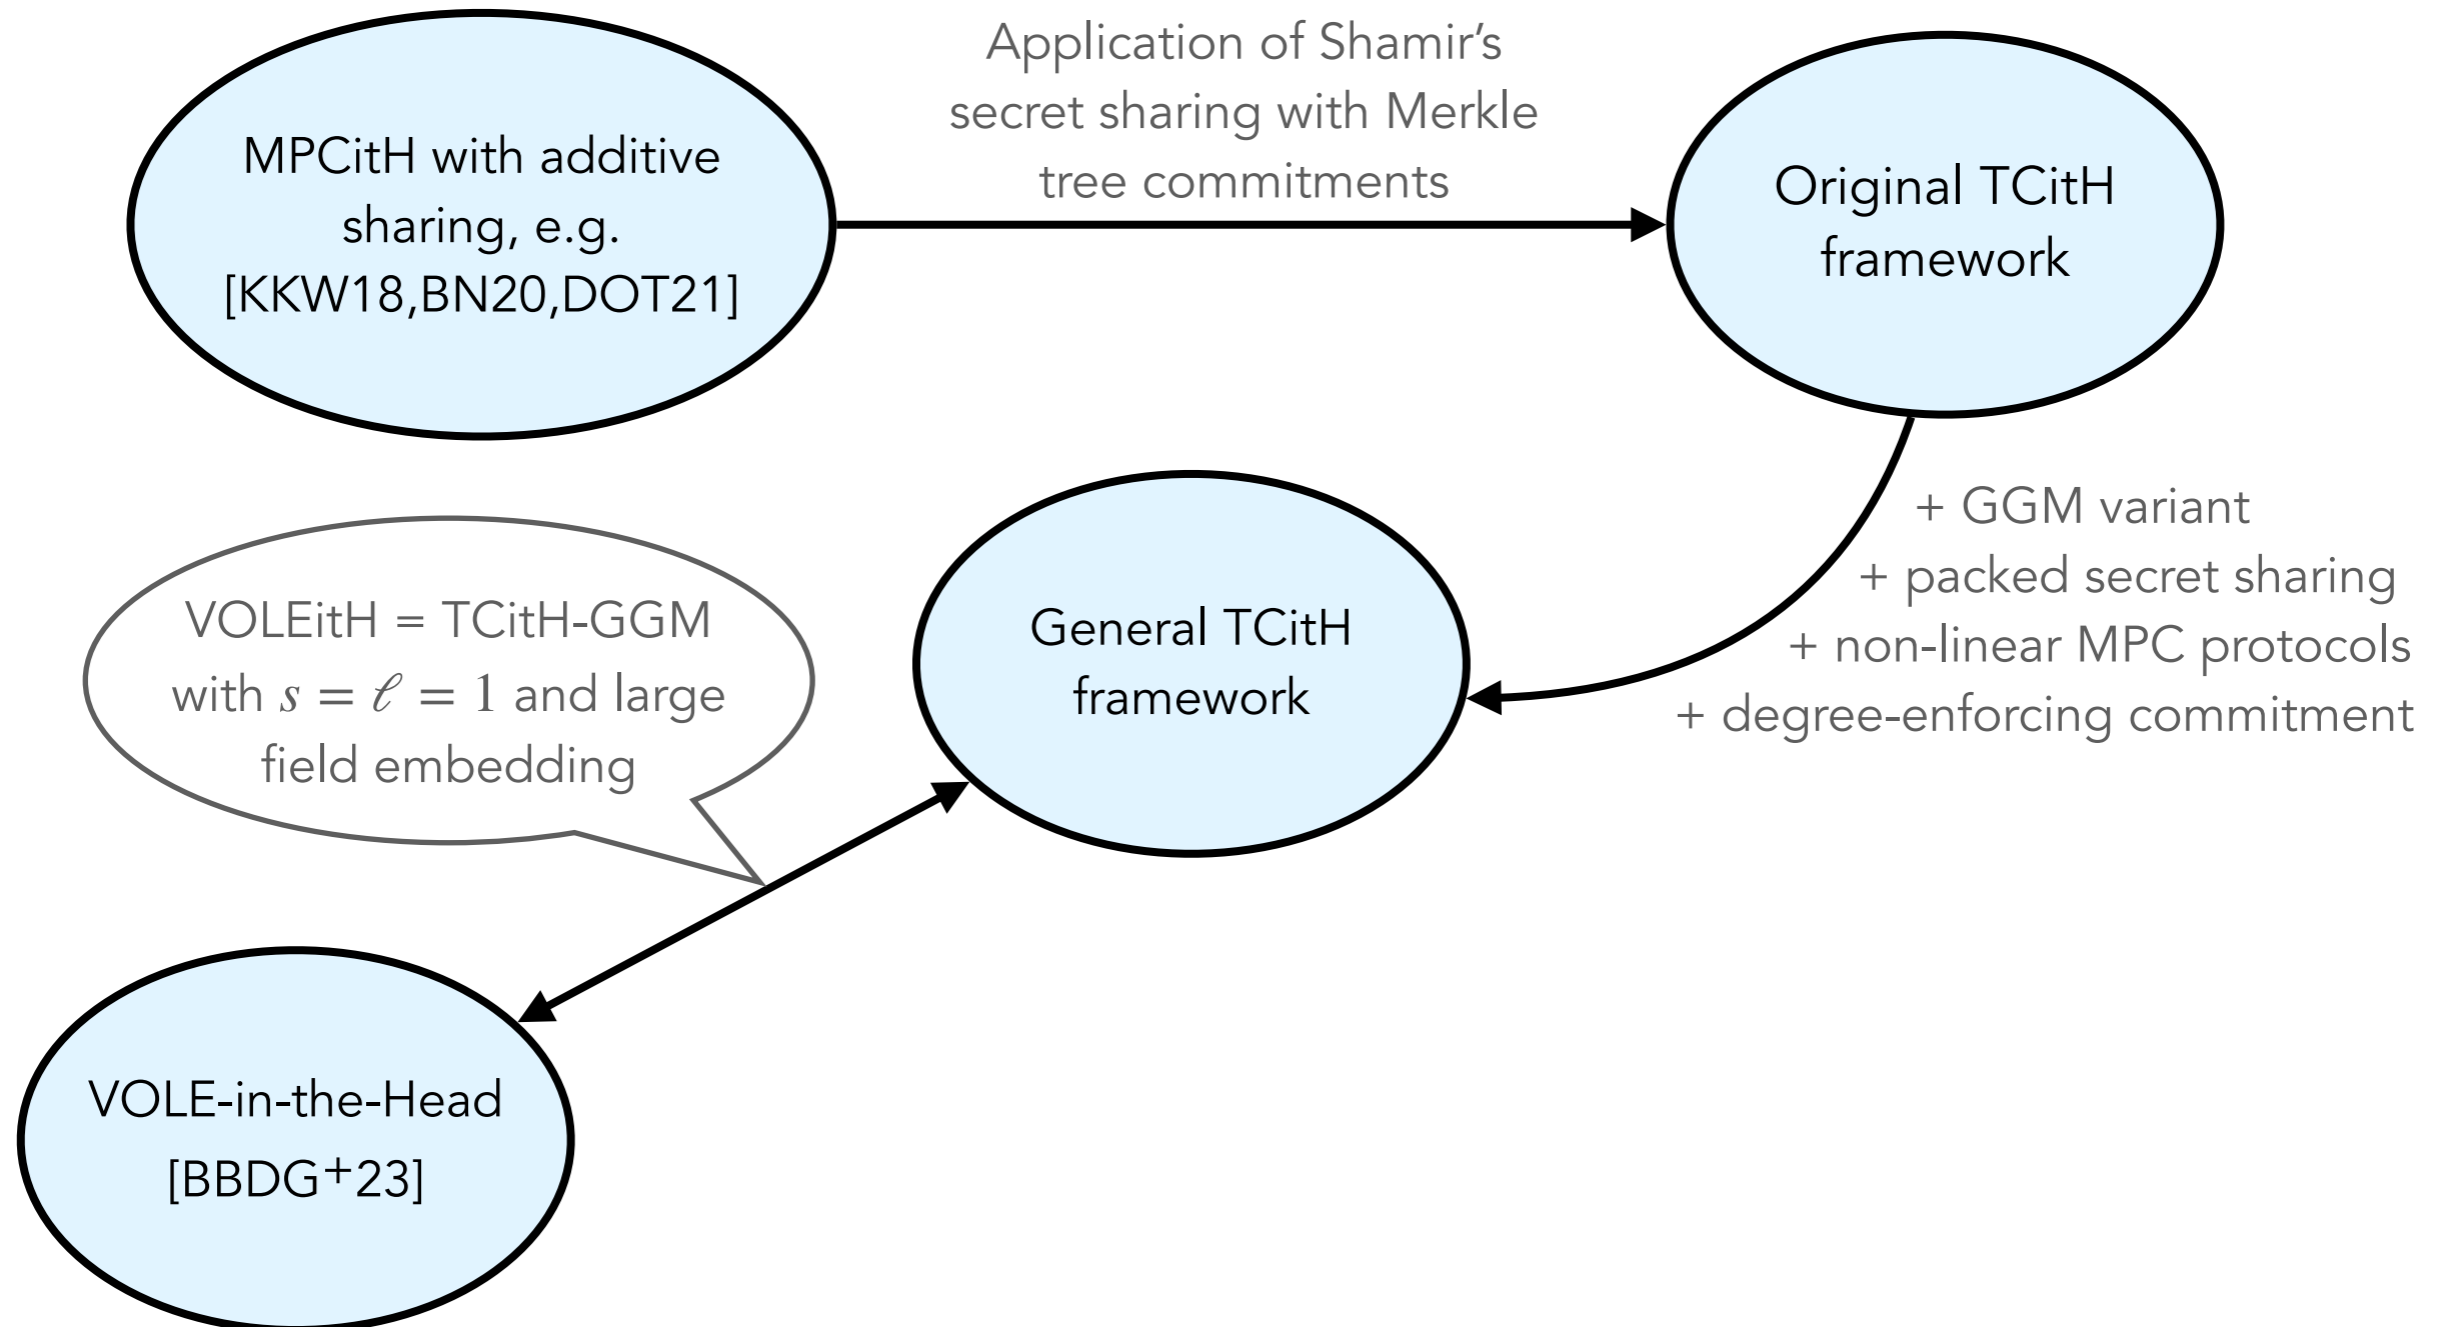 MPCitH with additive
sharing, e.g.
[KKW18,BN20,DOT21]
Application of Shamir’s
secret sharing with Merkle
tree commitments
Original TCitH
framework
+ GGM variant
+ packed secret sharing
+ non-linear MPC protocols
+ degree-enforcing commitment
General TCitH
framework
VOLEitH = TCitH-GGM
with s = ℓ = 1 and large
field embedding
VOLE-in-the-Head
[BBDG⁺23]